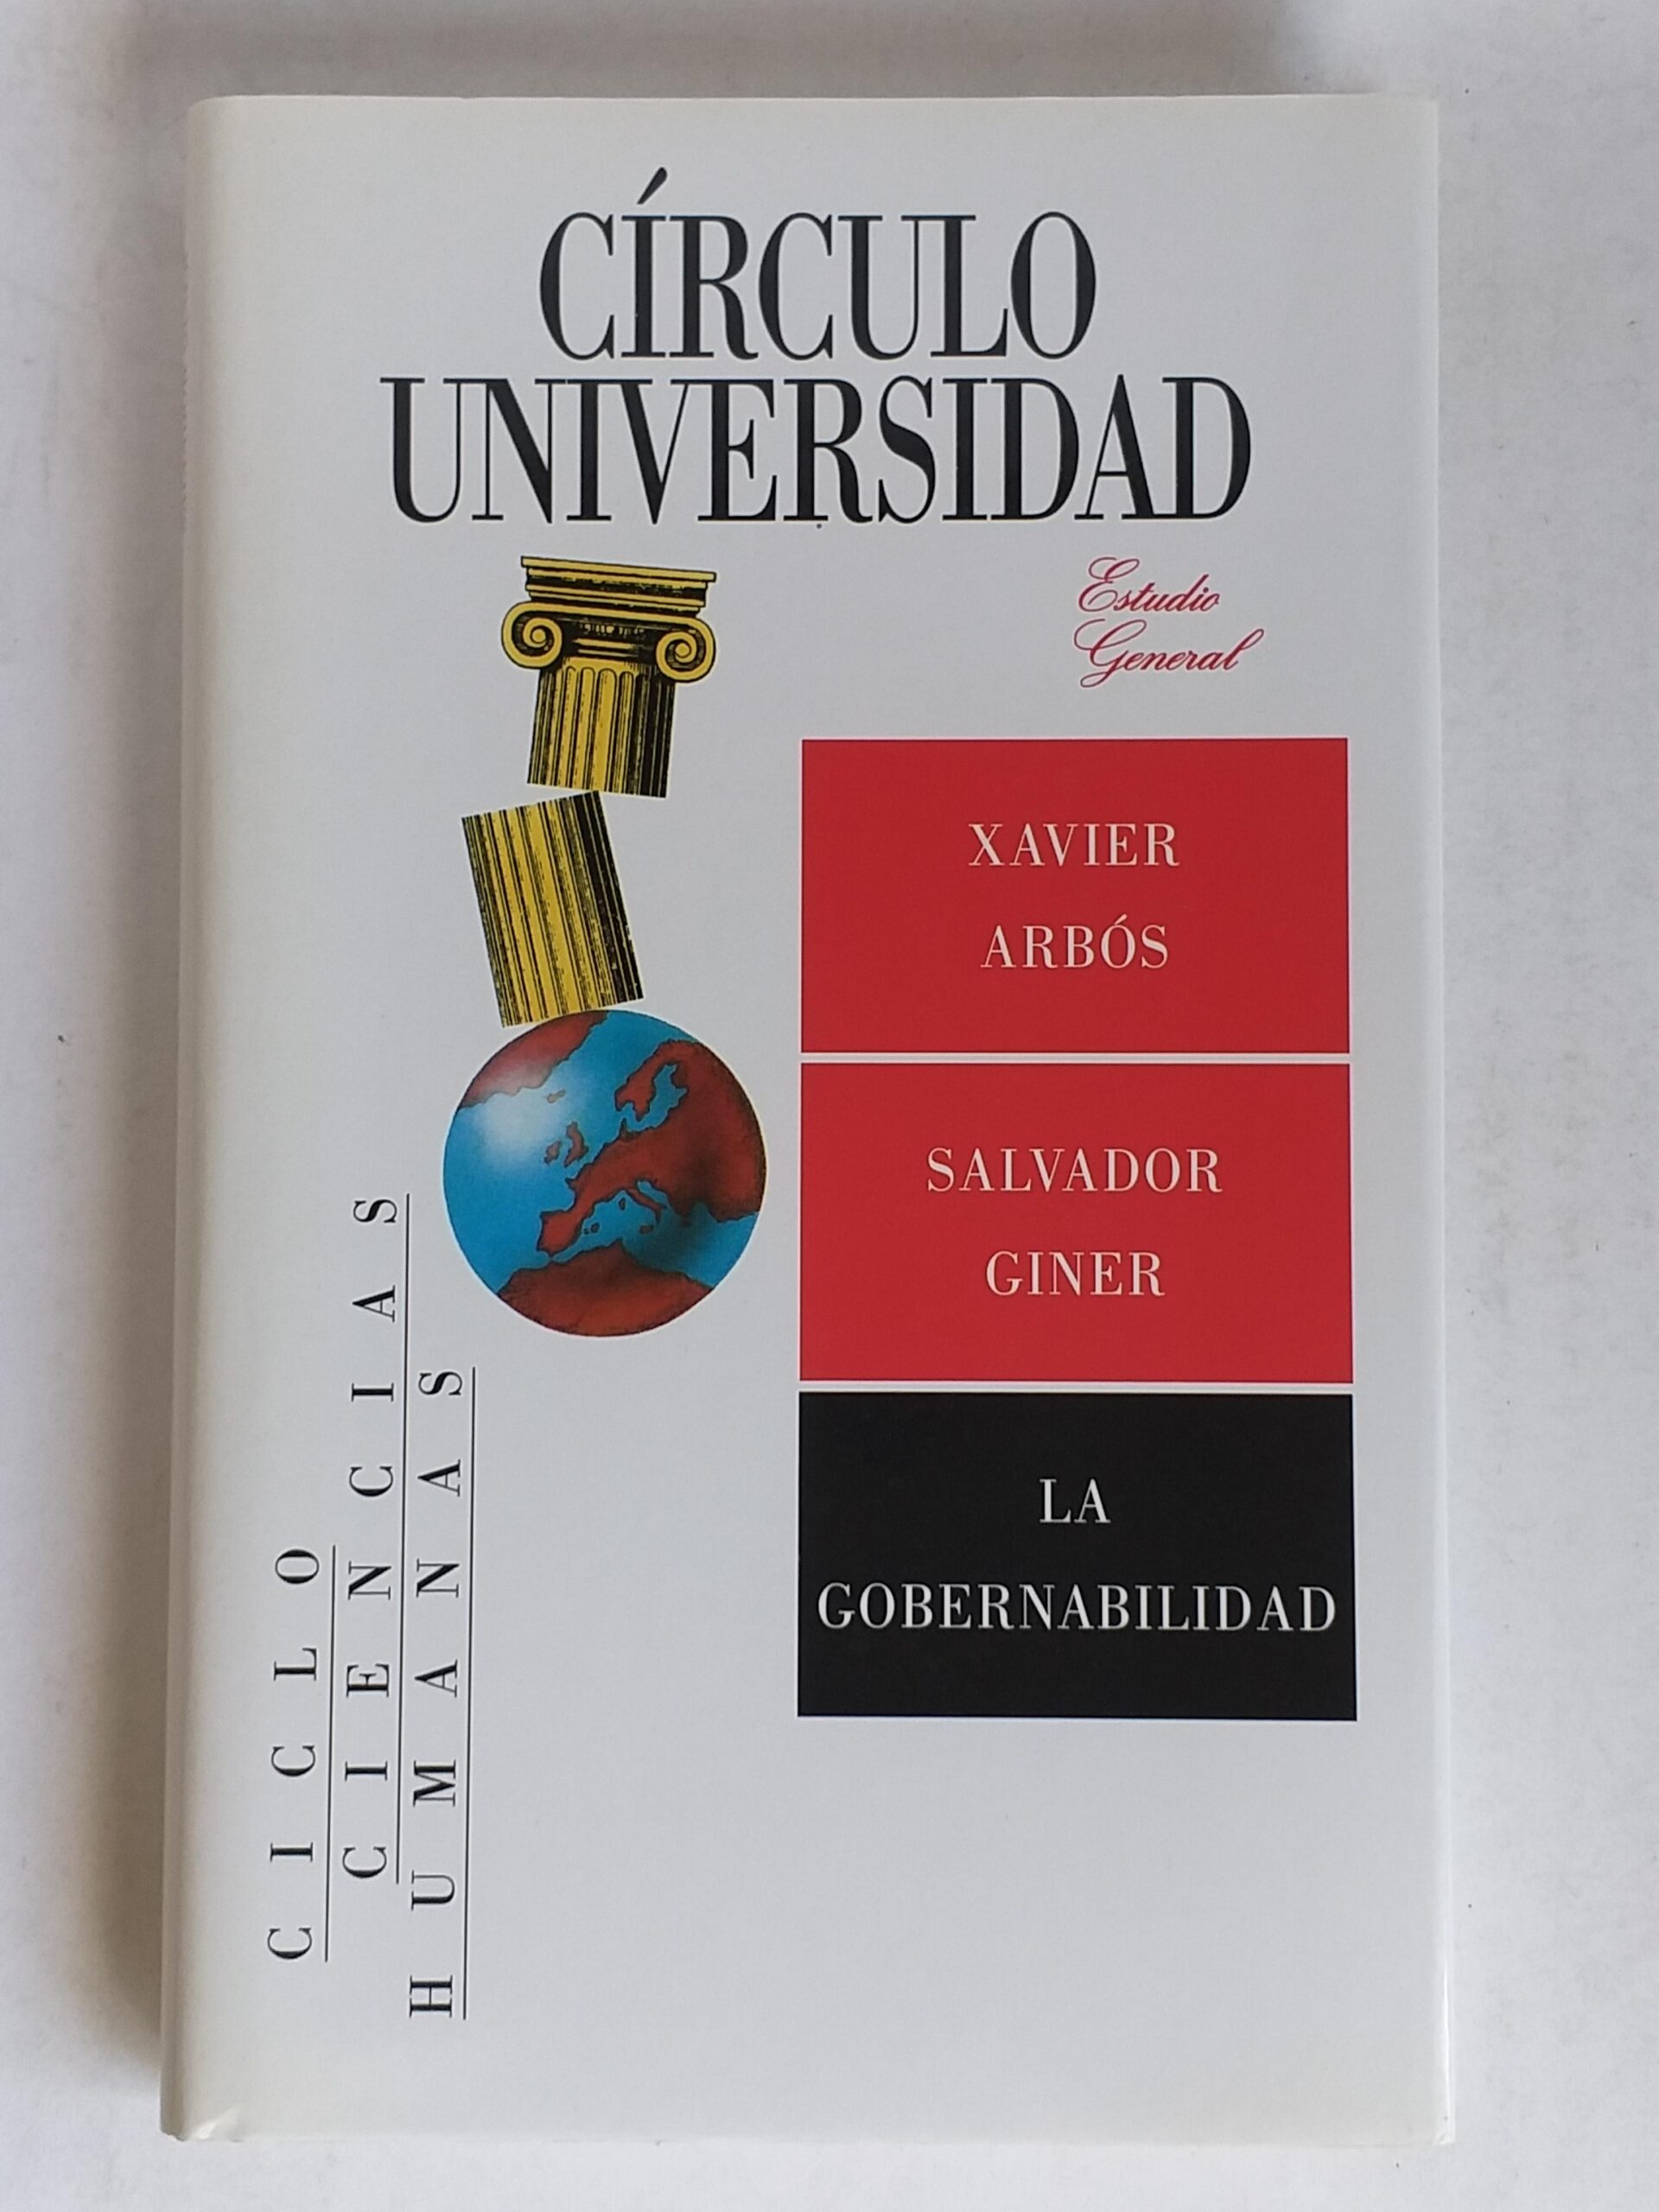 CÍRCULO
UNIVERSIDAD
Estudio
General
XAVIER
ARBÓS
SALVADOR
GINER
LA
GOBERNABILIDAD
CICLO
CIENCIAS
HUMANAS